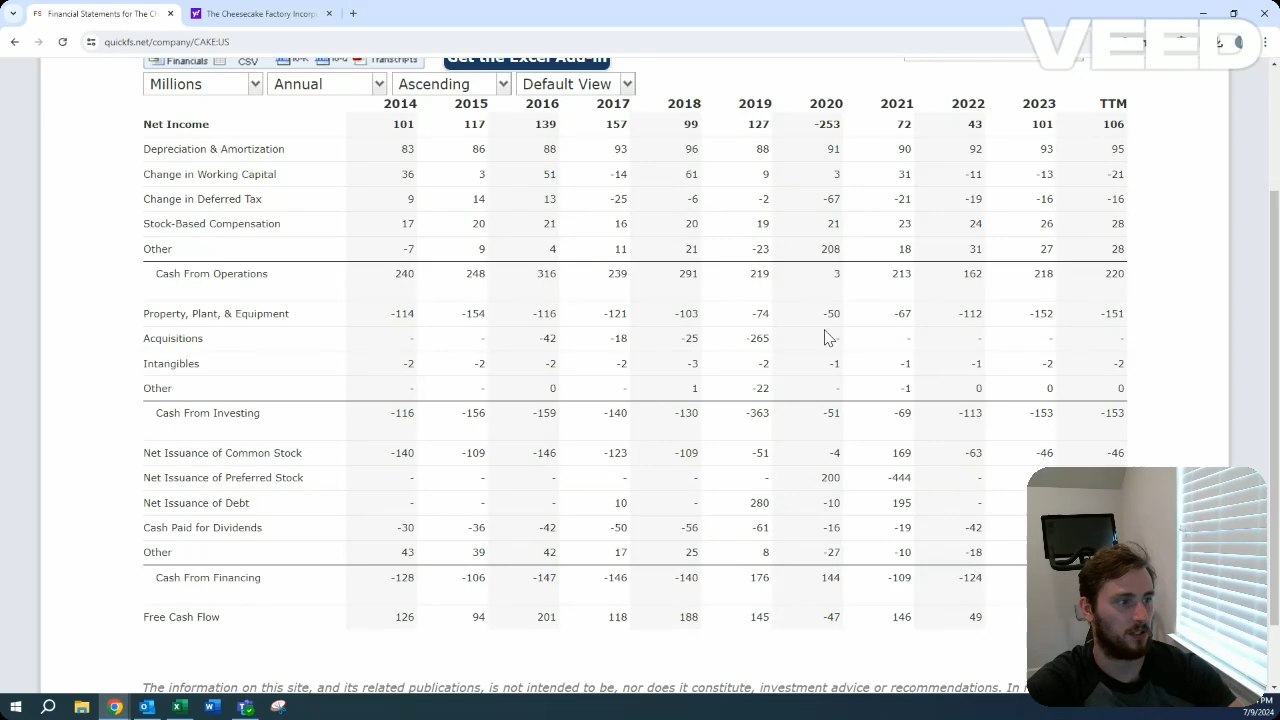 Financial Statements for The Ch
The Cheesecake Factory Incorp
quickfs.net/company/CAKE:US
VEED
Financials CSV 10-K 10-Q Transcripts Get the Excel Add-in
Millions Annual Ascending Default View
2014 2015 2016 2017 2018 2019 2020 2021 2022 2023 TTM
Net Income 101 117 139 157 99 127 -253 72 43 101 106
Depreciation & Amortization 83 86 88 93 96 88 91 90 92 93 95
Change in Working Capital 36 3 51 -14 61 9 3 31 -11 -13 -21
Change in Deferred Tax 9 14 13 -25 -6 -2 -67 -21 -19 -16 -16
Stock-Based Compensation 17 20 21 16 20 19 21 23 24 26 28
Other -7 9 4 11 21 -23 208 18 31 27 28
Cash From Operations 240 248 316 239 291 219 3 213 162 218 220
Property, Plant, & Equipment -114 -154 -116 -121 -103 -74 -50 -67 -112 -152 -151
Acquisitions - - -42 -18 -25 -265 - - - - -
Intangibles -2 -2 -2 -2 -3 -2 -1 -1 -1 -2 -2
Other - - 0 - 1 -22 - -1 0 0 0
Cash From Investing -116 -156 -159 -140 -130 -363 -51 -69 -113 -153 -153
Net Issuance of Common Stock -140 -109 -146 -123 -109 -51 -4 169 -63 -46 -46
Net Issuance of Preferred Stock - - - - - - 200 -444 -
Net Issuance of Debt - - - 10 - 280 -10 195 -
Cash Paid for Dividends -30 -36 -42 -50 -56 -61 -16 -19 -42
Other 43 39 42 17 25 8 -27 -10 -18
Cash From Financing -128 -106 -147 -146 -140 176 144 -109 -124
Free Cash Flow 126 94 201 118 188 145 -47 146 49
The information on this site, and its related publications, is not intended to be, nor does it constitute, investment advice or recommendations. In
PM
7/9/2024